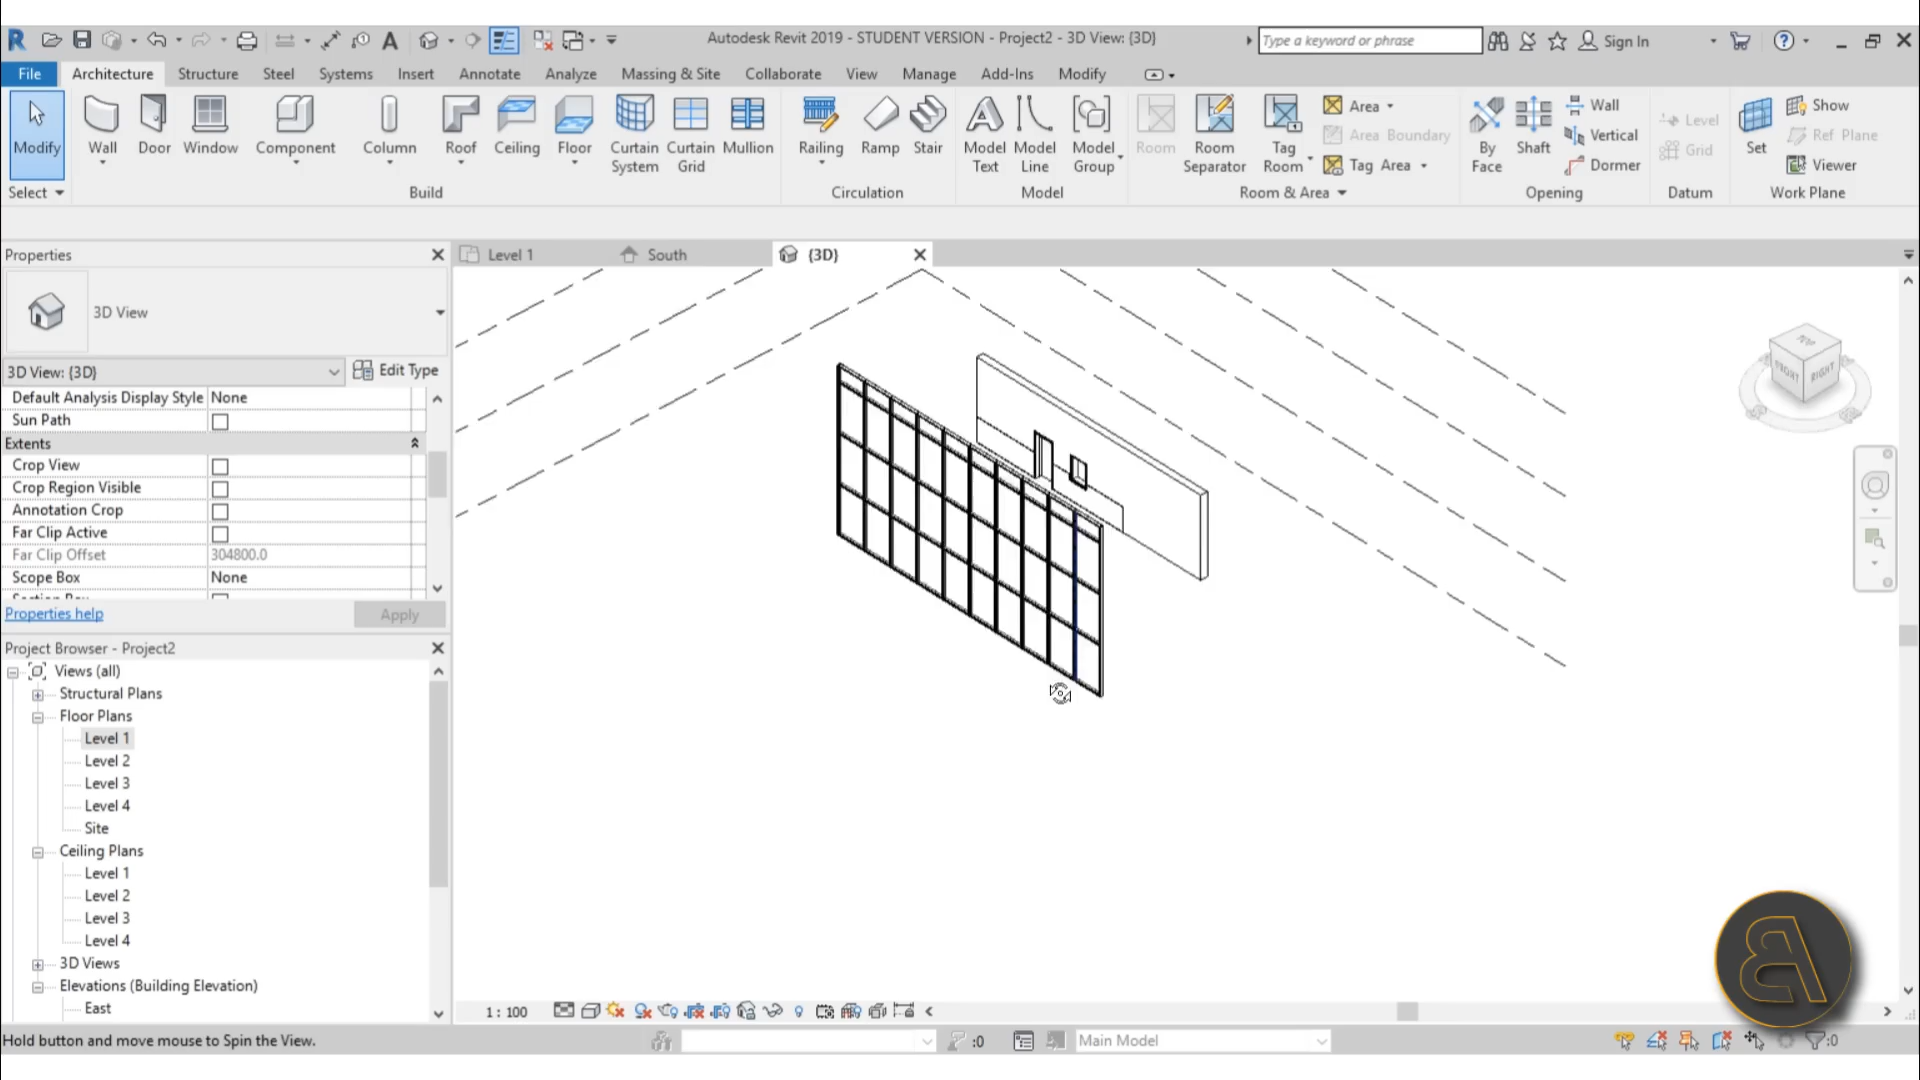 Autodesk Revit 2019 - STUDENT VERSION - Project2 - 3D View: {3D}
Type a keyword or phrase
Sign In
File Architecture Structure Steel Systems Insert Annotate Analyze Massing & Site Collaborate View Manage Add-Ins Modify
Modify Wall Door Window Component Column Roof Ceiling Floor Curtain System Curtain Grid Mullion
Railing Ramp Stair
Model Text Model Line Model Group
Room Room Separator Tag Room
Area
Area Boundary
Tag Area
By Face Shaft
Wall
Vertical
Dormer
Level
Grid
Set
Show
Ref Plane
Viewer
Select Build Circulation Model Room & Area Opening Datum Work Plane
Properties
3D View
3D View: {3D} Edit Type
Default Analysis Display Style None
Sun Path
Extents
Crop View
Crop Region Visible
Annotation Crop
Far Clip Active
Far Clip Offset 304800.0
Scope Box None
Properties help Apply
Level 1 South {3D}
TOP
FRONT
RIGHT
Project Browser - Project2
Views (all)
Structural Plans
Floor Plans
Level 1
Level 2
Level 3
Level 4
Site
Ceiling Plans
Level 1
Level 2
Level 3
Level 4
3D Views
Elevations (Building Elevation)
East
1 : 100
Hold button and move mouse to Spin the View.
:0
Main Model
:0